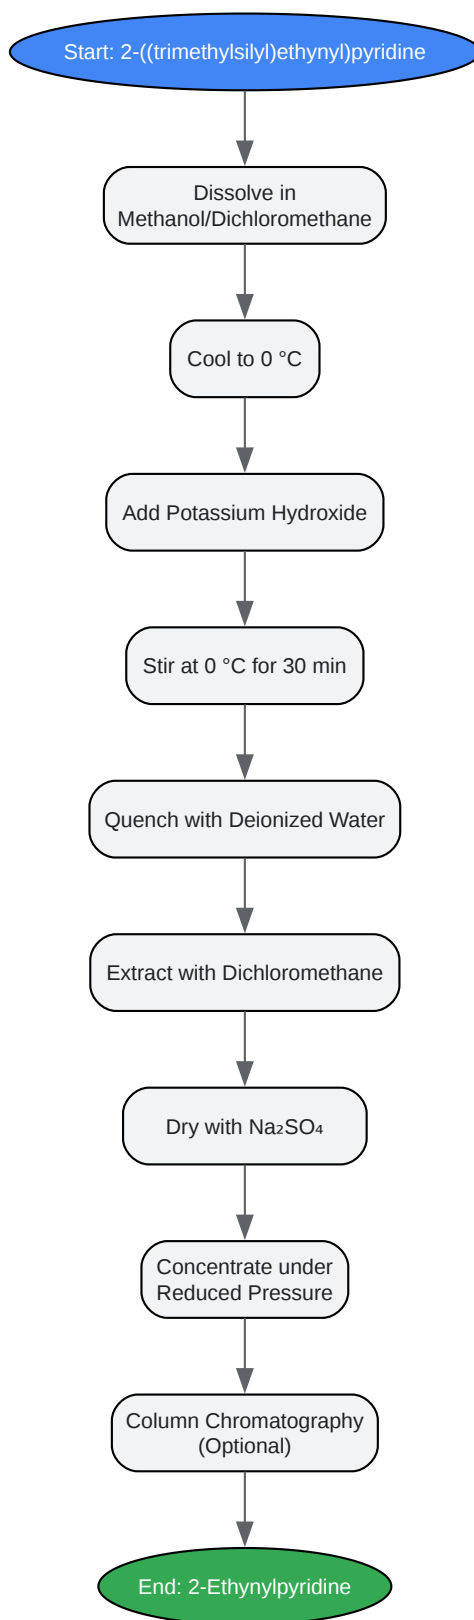 Start: 2-((trimethylsilyl)ethynyl)pyridine
Dissolve in
Methanol/Dichloromethane
Cool to 0 °C
Add Potassium Hydroxide
Stir at 0 °C for 30 min
Quench with Deionized Water
Extract with Dichloromethane
Dry with Na₂SO₄
Concentrate under
Reduced Pressure
Column Chromatography
(Optional)
End: 2-Ethynylpyridine